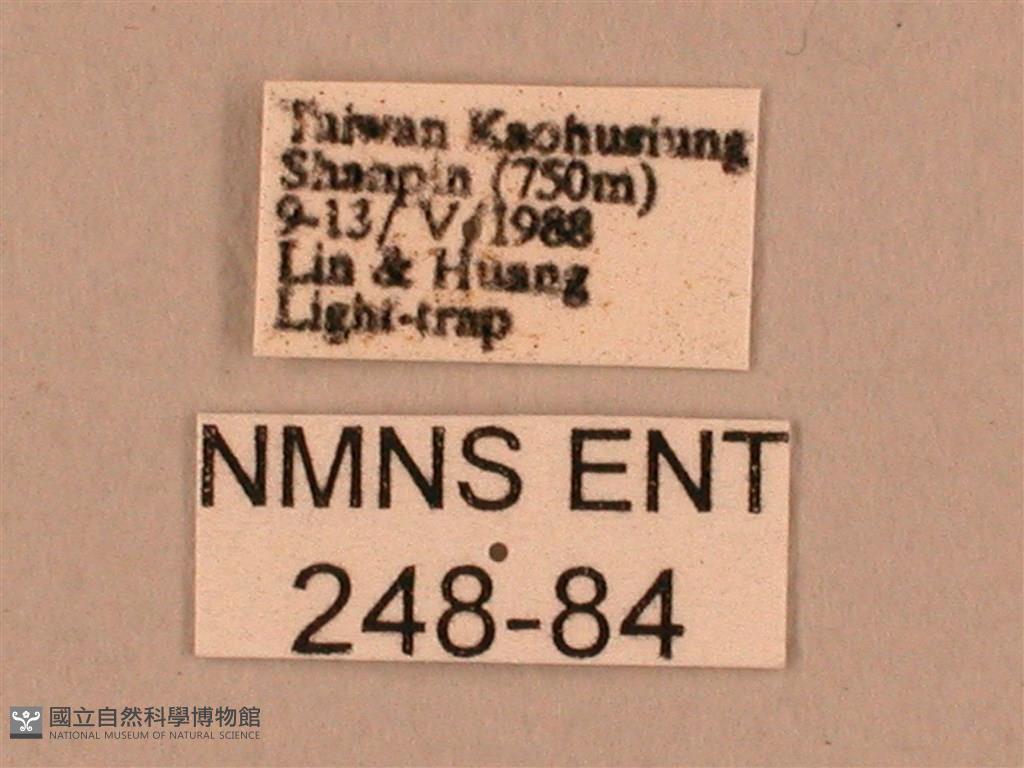 Taiwan Kaohusiung
Shanpin (750m)
9-13/ V/1988
Lin & Huang
Light-trap
NMNS ENT
248-84
國立自然科學博物館
NATIONAL MUSEUM OF NATURAL SCIENCE